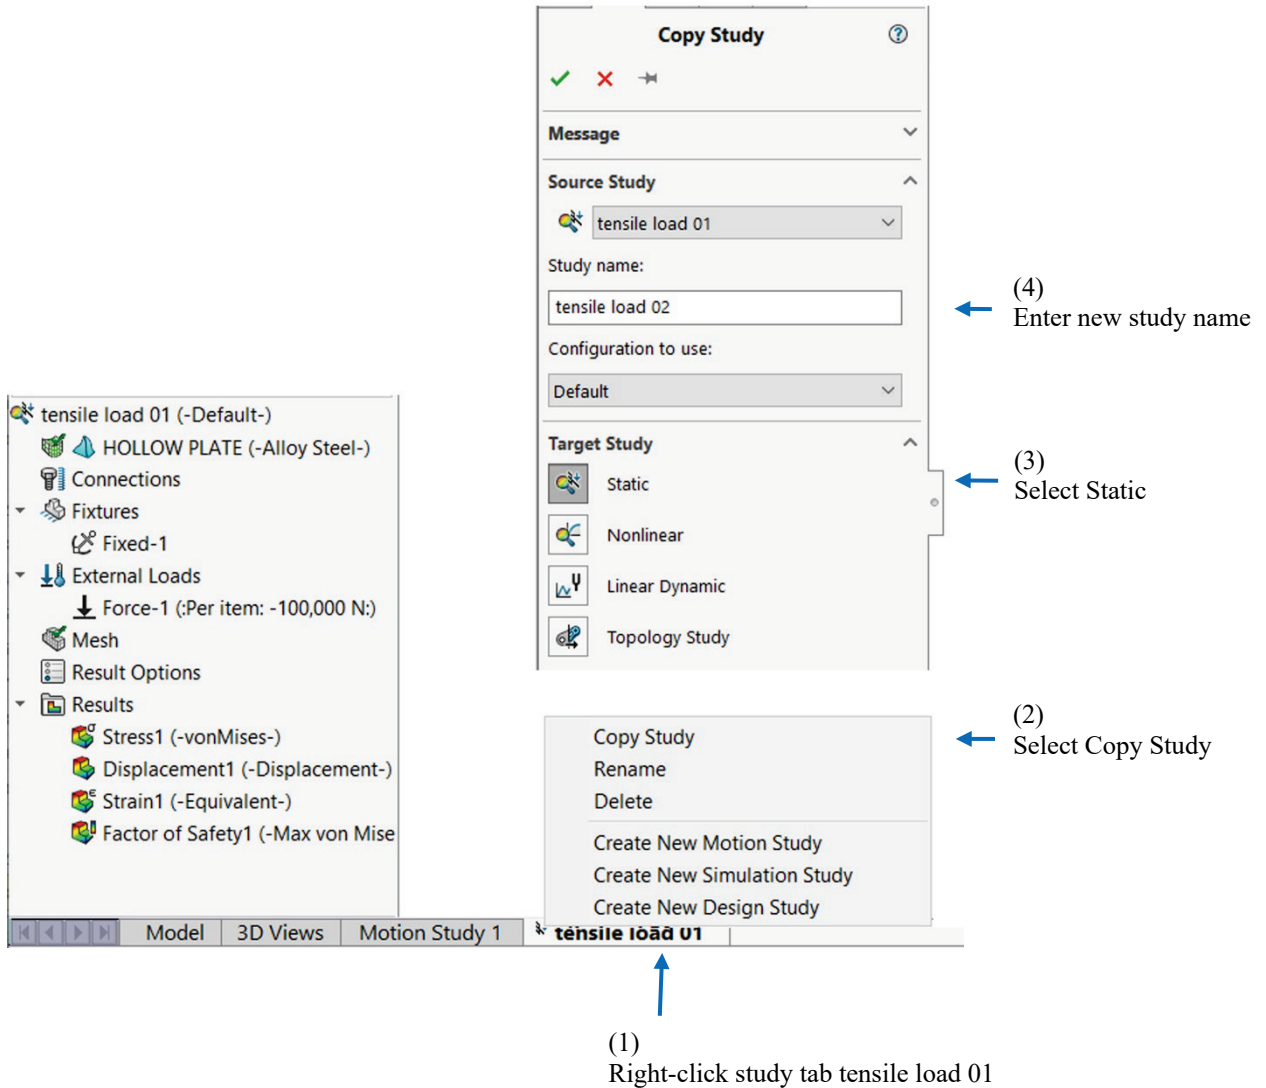 Copy Study
Message
Source Study
tensile load 01
Study name:
tensile load 02
(4)
Enter new study name
Configuration to use:
Default
Target Study
Static
(3)
Select Static
Nonlinear
Linear Dynamic
Topology Study
tensile load 01 (-Default-)
HOLLOW PLATE (-Alloy Steel-)
Connections
Fixtures
Fixed-1
External Loads
Force-1 (:Per item: -100,000 N:)
Mesh
Result Options
Results
Stress1 (-vonMises-)
Displacement1 (-Displacement-)
Strain1 (-Equivalent-)
Factor of Safety1 (-Max von Mise
Copy Study
(2)
Select Copy Study
Rename
Delete
Create New Motion Study
Create New Simulation Study
Create New Design Study
Model
3D Views
Motion Study 1
tensile load 01
(1)
Right-click study tab tensile load 01